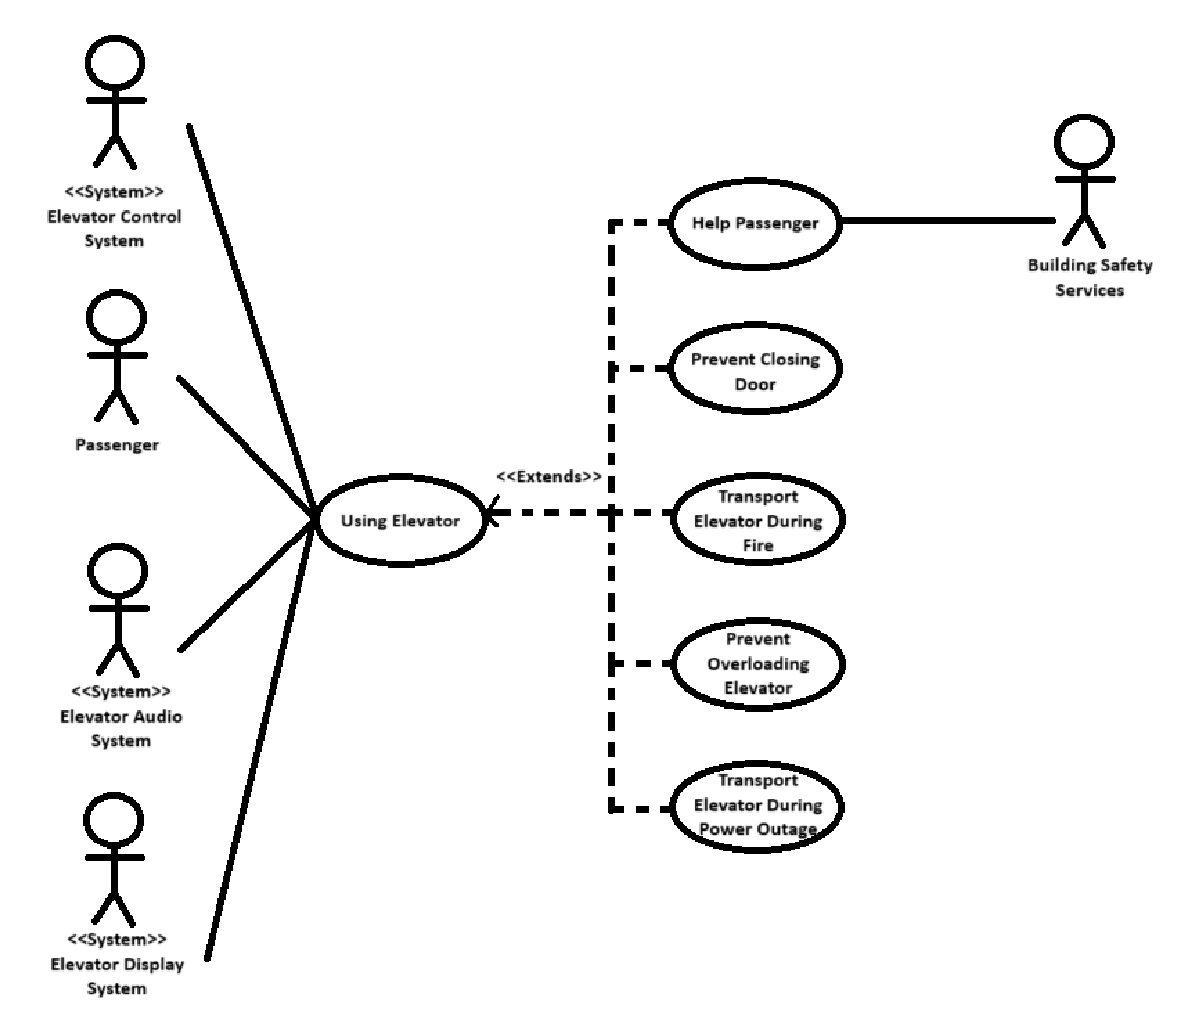 <<System>>
Elevator Control
System
Passenger
<<System>>
Elevator Audio
System
<<System>>
Elevator Display
System
Using Elevator
<<Extends>>
Help Passenger
Prevent Closing
Door
Transport
Elevator During
Fire
Prevent
Overloading
Elevator
Transport
Elevator During
Power Outage
Building Safety
Services